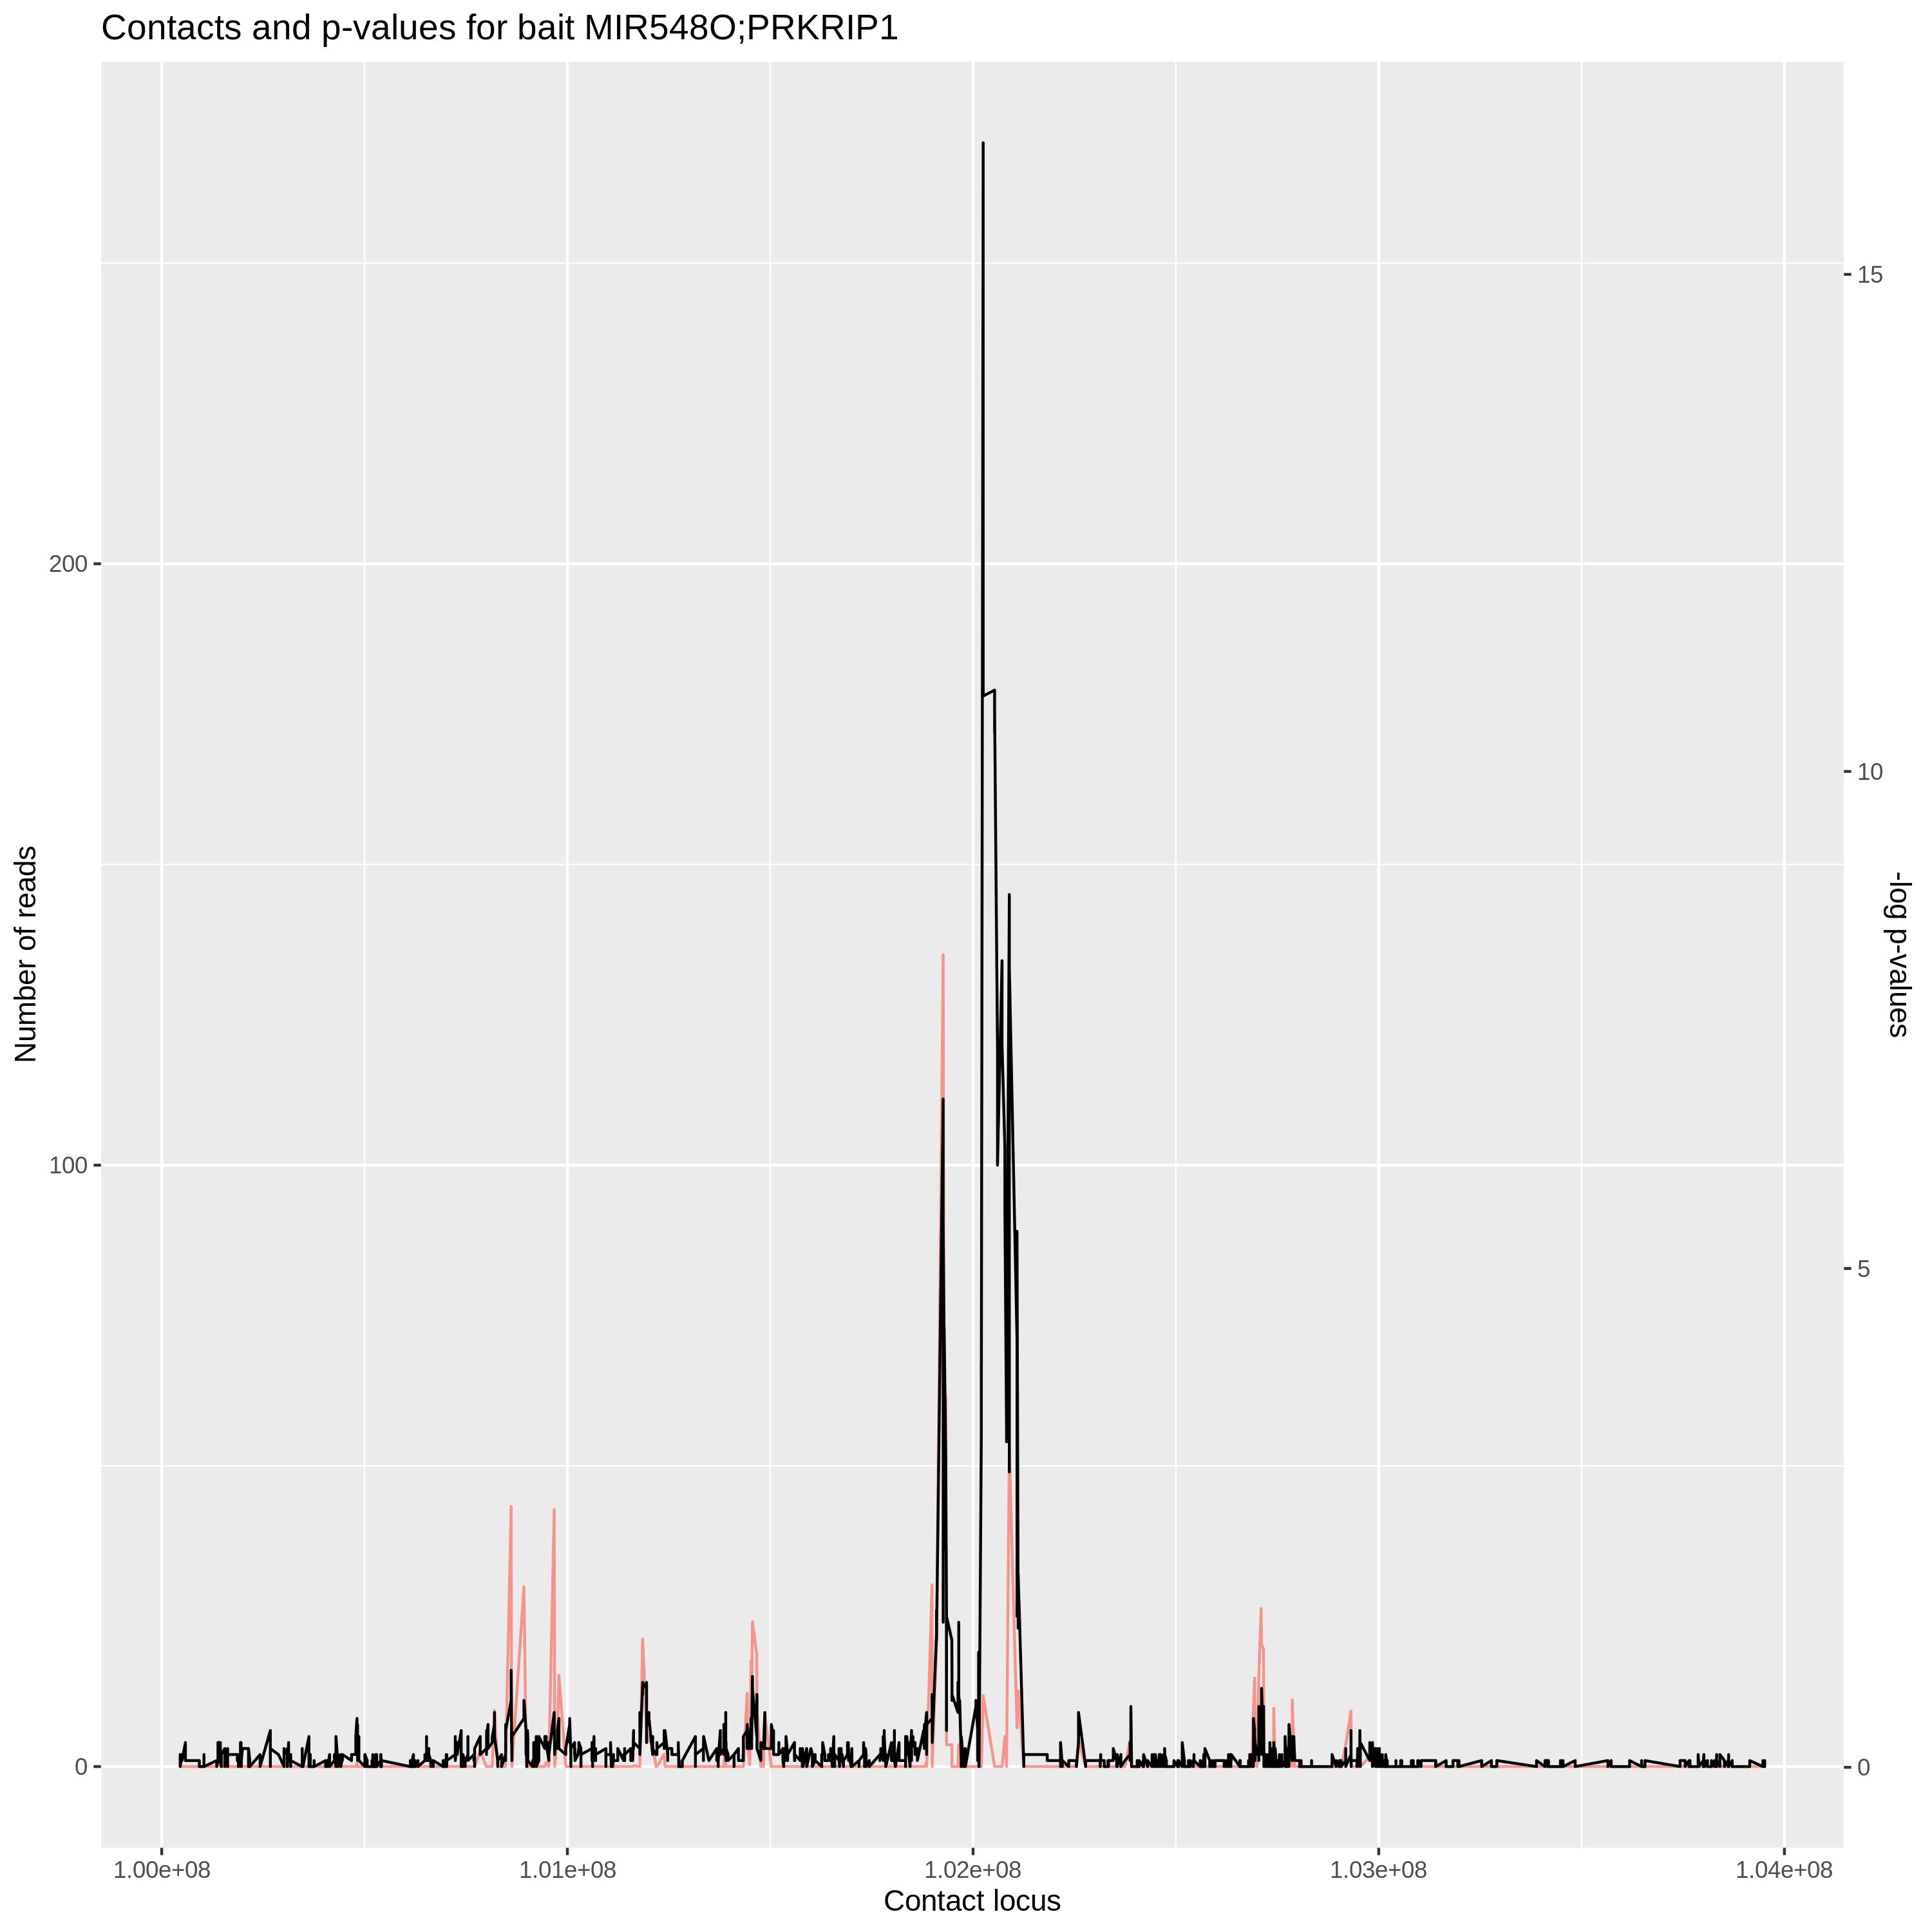 Contacts and p-values for bait MIR548O;PRKRIP1
Number of reads
200
100
0
15
10
5
0
-log p-values
1.00e+08 1.01e+08 1.02e+08 1.03e+08 1.04e+08
Contact locus